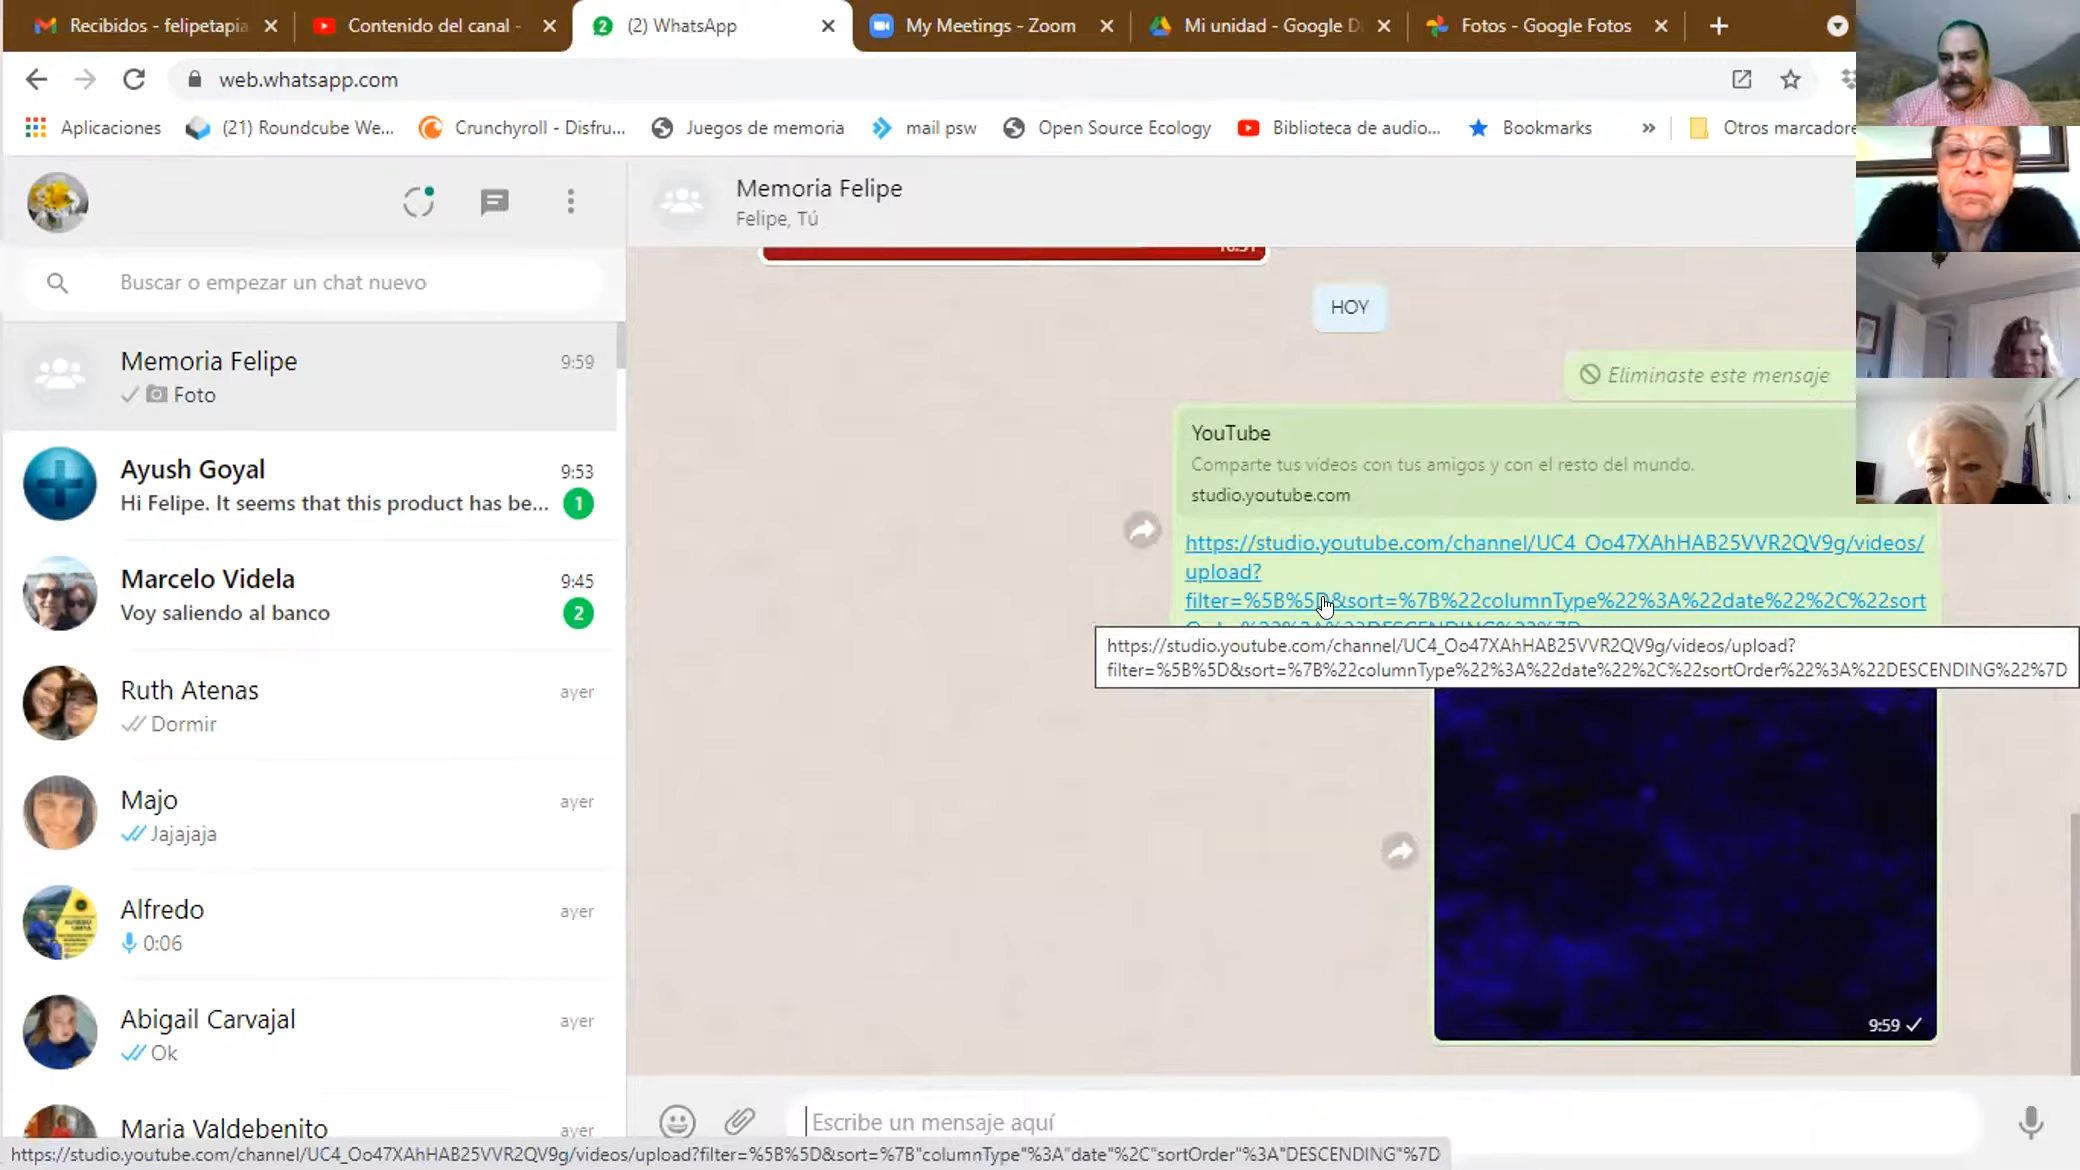 Recibidos - felipetapia
Contenido del canal -
2
(2) WhatsApp
My Meetings - Zoom
Mi unidad - Google D
Fotos - Google Fotos
web.whatsapp.com
Aplicaciones
(21) Roundcube We...
Crunchyroll - Disfru...
Juegos de memoria
mail psw
Open Source Ecology
Biblioteca de audio...
Bookmarks
»
Otros marcadore
Memoria Felipe
Felipe, Tú
Buscar o empezar un chat nuevo
Memoria Felipe
9:59
Foto
Ayush Goyal
9:53
Hi Felipe. It seems that this product has be...
1
Marcelo Videla
9:45
Voy saliendo al banco
2
Ruth Atenas
ayer
Dormir
Majo
ayer
Jajajaja
Alfredo
ayer
0:06
Abigail Carvajal
ayer
Ok
Maria Valdebenito
ayer
HOY
Eliminaste este mensaje
YouTube
Comparte tus vídeos con tus amigos y con el resto del mundo.
studio.youtube.com
https://studio.youtube.com/channel/UC4_Oo47XAhHAB25VVR2QV9g/videos/
upload?
filter=%5B%5D&sort=%7B%22columnType%22%3A%22date%22%2C%22sort
https://studio.youtube.com/channel/UC4_Oo47XAhHAB25VVR2QV9g/videos/upload?
filter=%5B%5D&sort=%7B%22columnType%22%3A%22date%22%2C%22sortOrder%22%3A%22DESCENDING%22%7D
9:59
Escribe un mensaje aquí
https://studio.youtube.com/channel/UC4_Oo47XAhHAB25VVR2QV9g/videos/upload?filter=%5B%5D&sort=%7B"columnType"%3A"date"%2C"sortOrder"%3A"DESCENDING"%7D